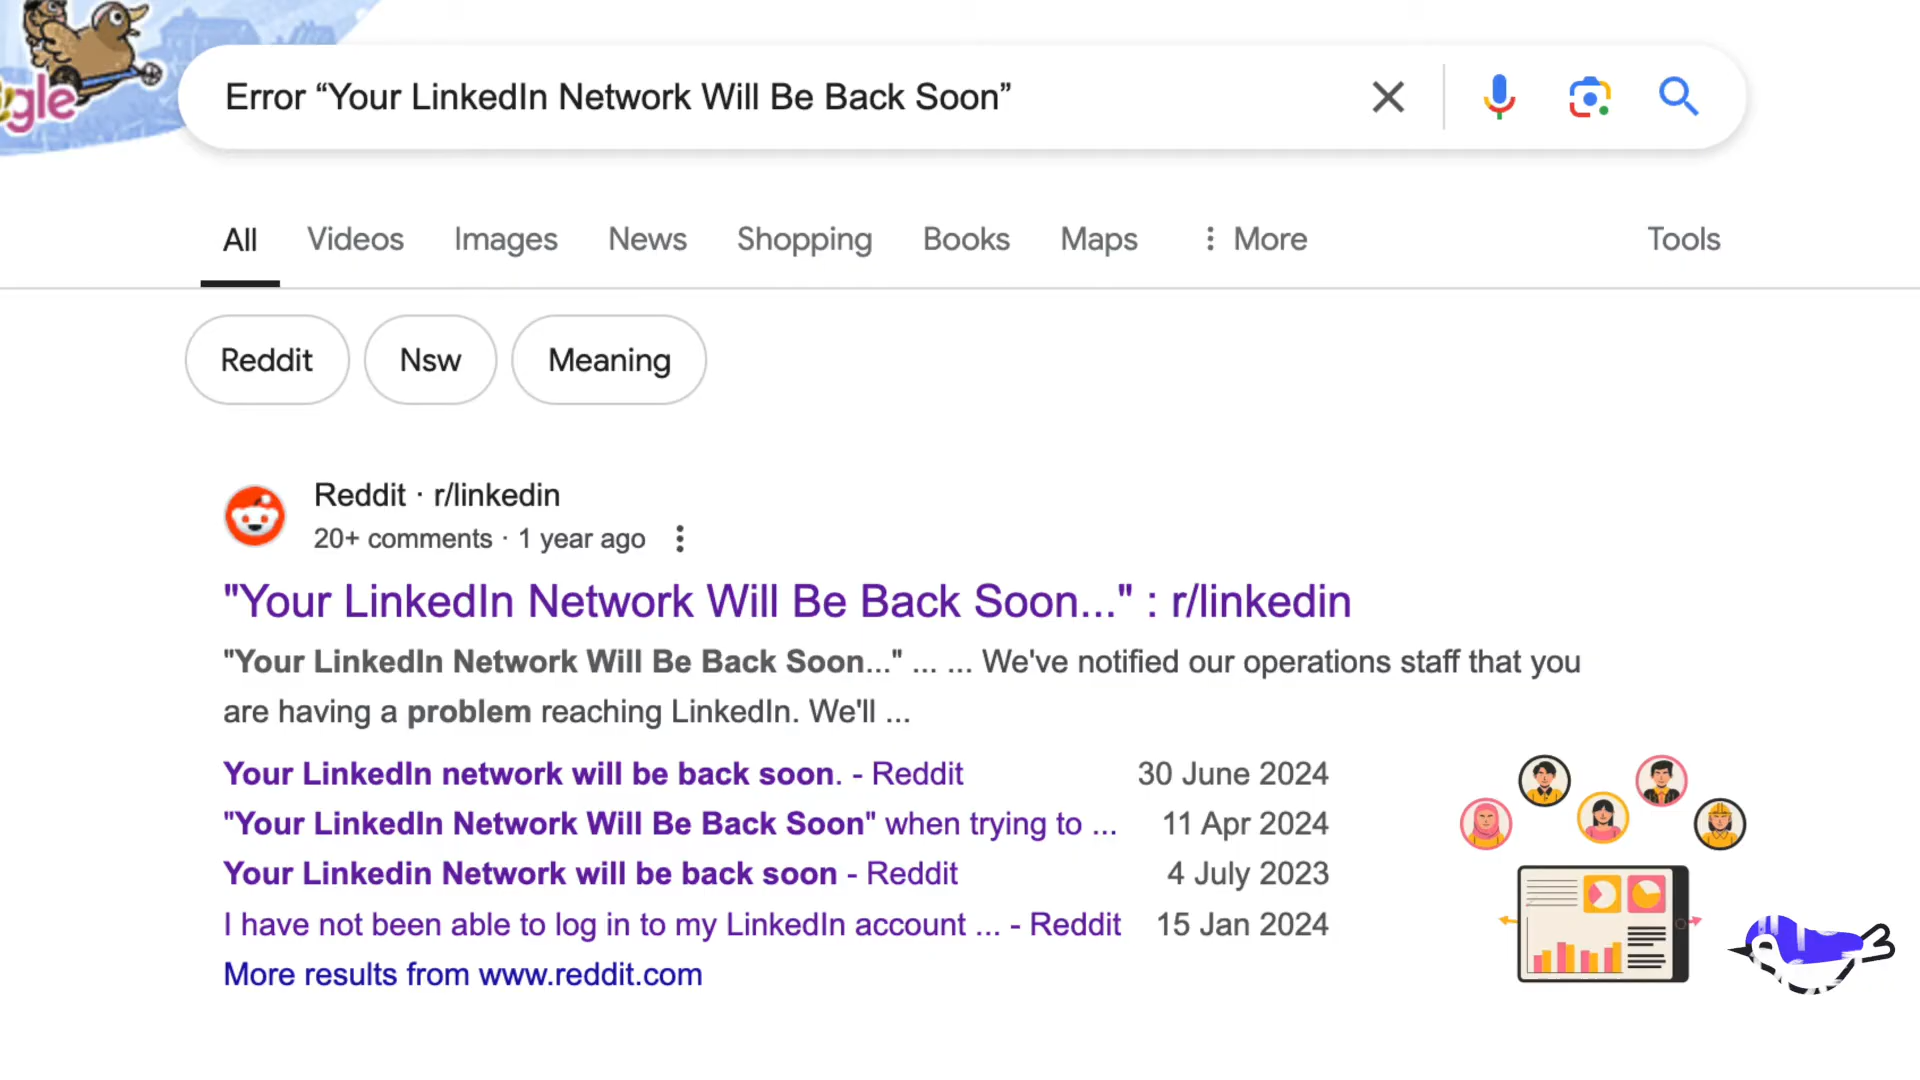 gle
Error “Your LinkedIn Network Will Be Back Soon”
All Videos Images News Shopping Books Maps More Tools
Reddit Nsw Meaning
Reddit · r/linkedin
20+ comments · 1 year ago
"Your LinkedIn Network Will Be Back Soon..." : r/linkedin
"Your LinkedIn Network Will Be Back Soon..." ... ... We've notified our operations staff that you
are having a problem reaching LinkedIn. We'll ...
Your LinkedIn network will be back soon. - Reddit 30 June 2024
"Your LinkedIn Network Will Be Back Soon" when trying to ... 11 Apr 2024
Your Linkedin Network will be back soon - Reddit 4 July 2023
I have not been able to log in to my LinkedIn account ... - Reddit 15 Jan 2024
More results from www.reddit.com